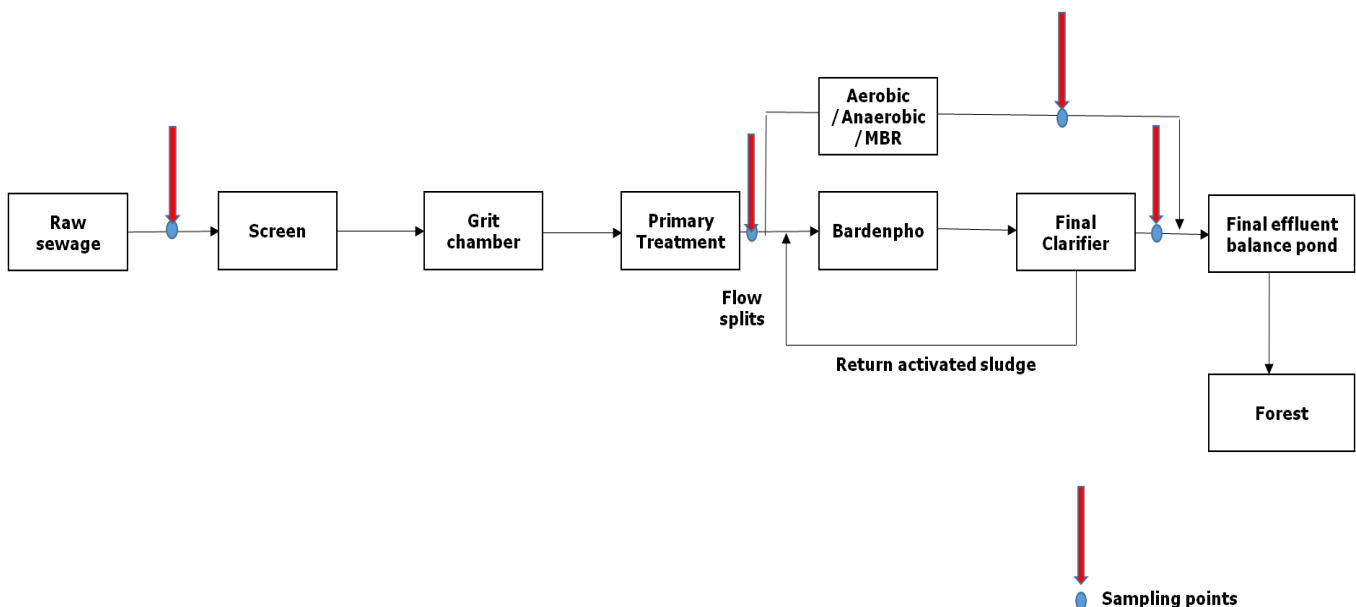 Raw
sewage
Screen
Grit
chamber
Primary
Treatment
Flow
splits
Aerobic
/ Anaerobic
/ MBR
Bardenpho
Final
Clarifier
Return activated sludge
Final effluent
balance pond
Forest
Sampling points